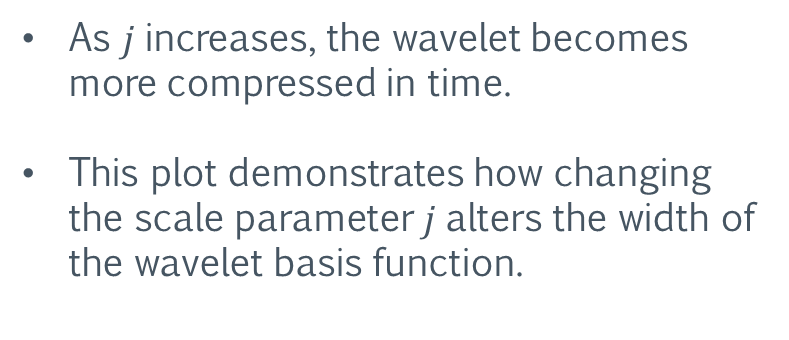 • As j increases, the wavelet becomes
more compressed in time.
• This plot demonstrates how changing
the scale parameter j alters the width of
the wavelet basis function.